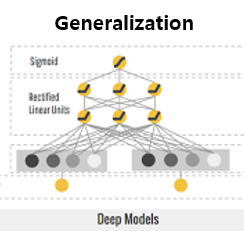 Generalization
Sigmoid
Rectified
Linear Units
Deep Models